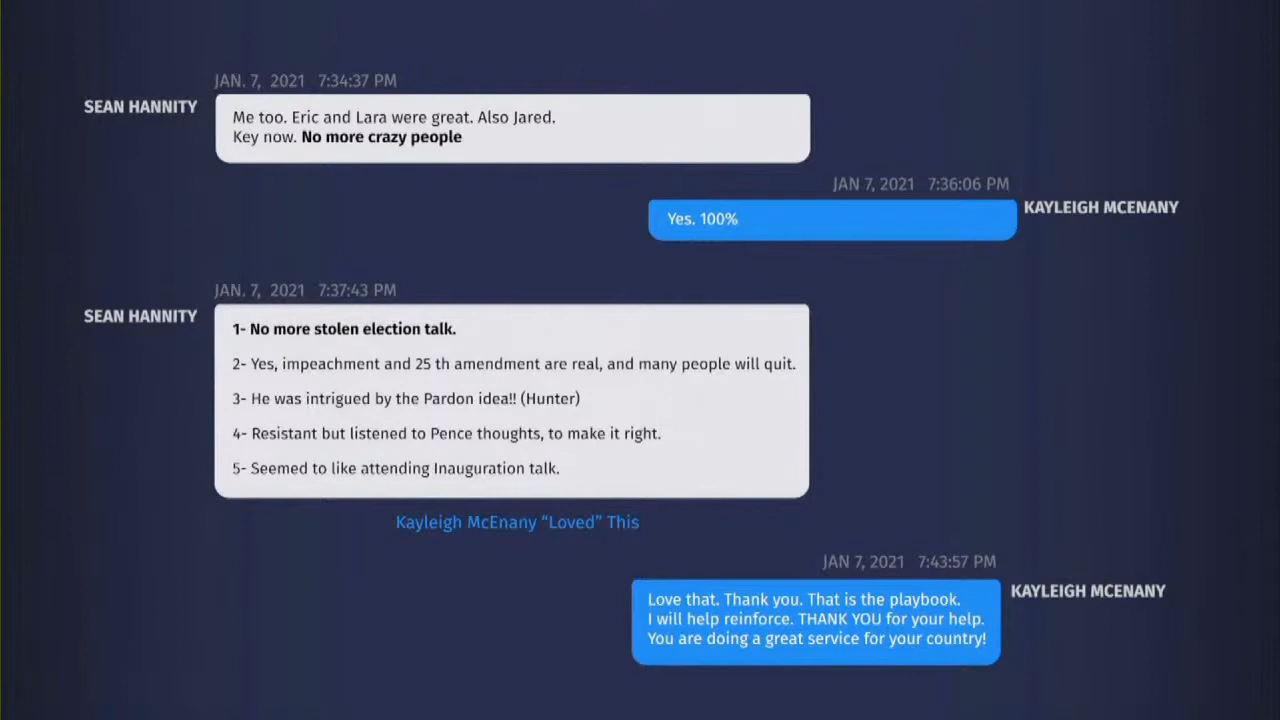 JAN. 7, 2021 7:34:37 PM
SEAN HANNITY
Me too. Eric and Lara were great. Also Jared.
Key now. No more crazy people
JAN 7, 2021 7:36:06 PM
KAYLEIGH MCENANY
Yes. 100%
JAN. 7, 2021 7:37:43 PM
SEAN HANNITY
1- No more stolen election talk.
2- Yes, impeachment and 25 th amendment are real, and many people will quit.
3- He was intrigued by the Pardon idea!! (Hunter)
4- Resistant but listened to Pence thoughts, to make it right.
5- Seemed to like attending Inauguration talk.
Kayleigh McEnany “Loved” This
JAN 7, 2021 7:43:57 PM
KAYLEIGH MCENANY
Love that. Thank you. That is the playbook.
I will help reinforce. THANK YOU for your help.
You are doing a great service for your country!